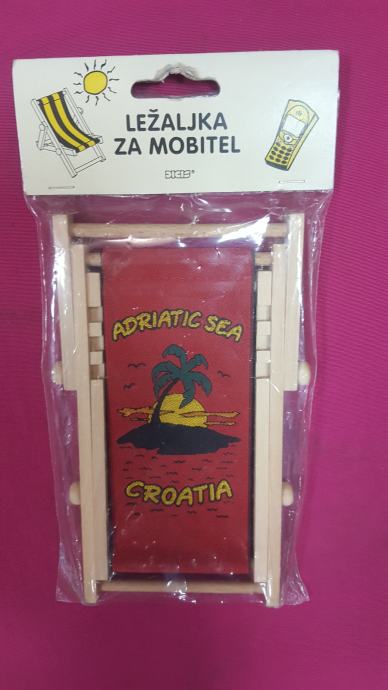 LEŽALJKA
ZA MOBITEL
ADRIATIC SEA
CROATIA